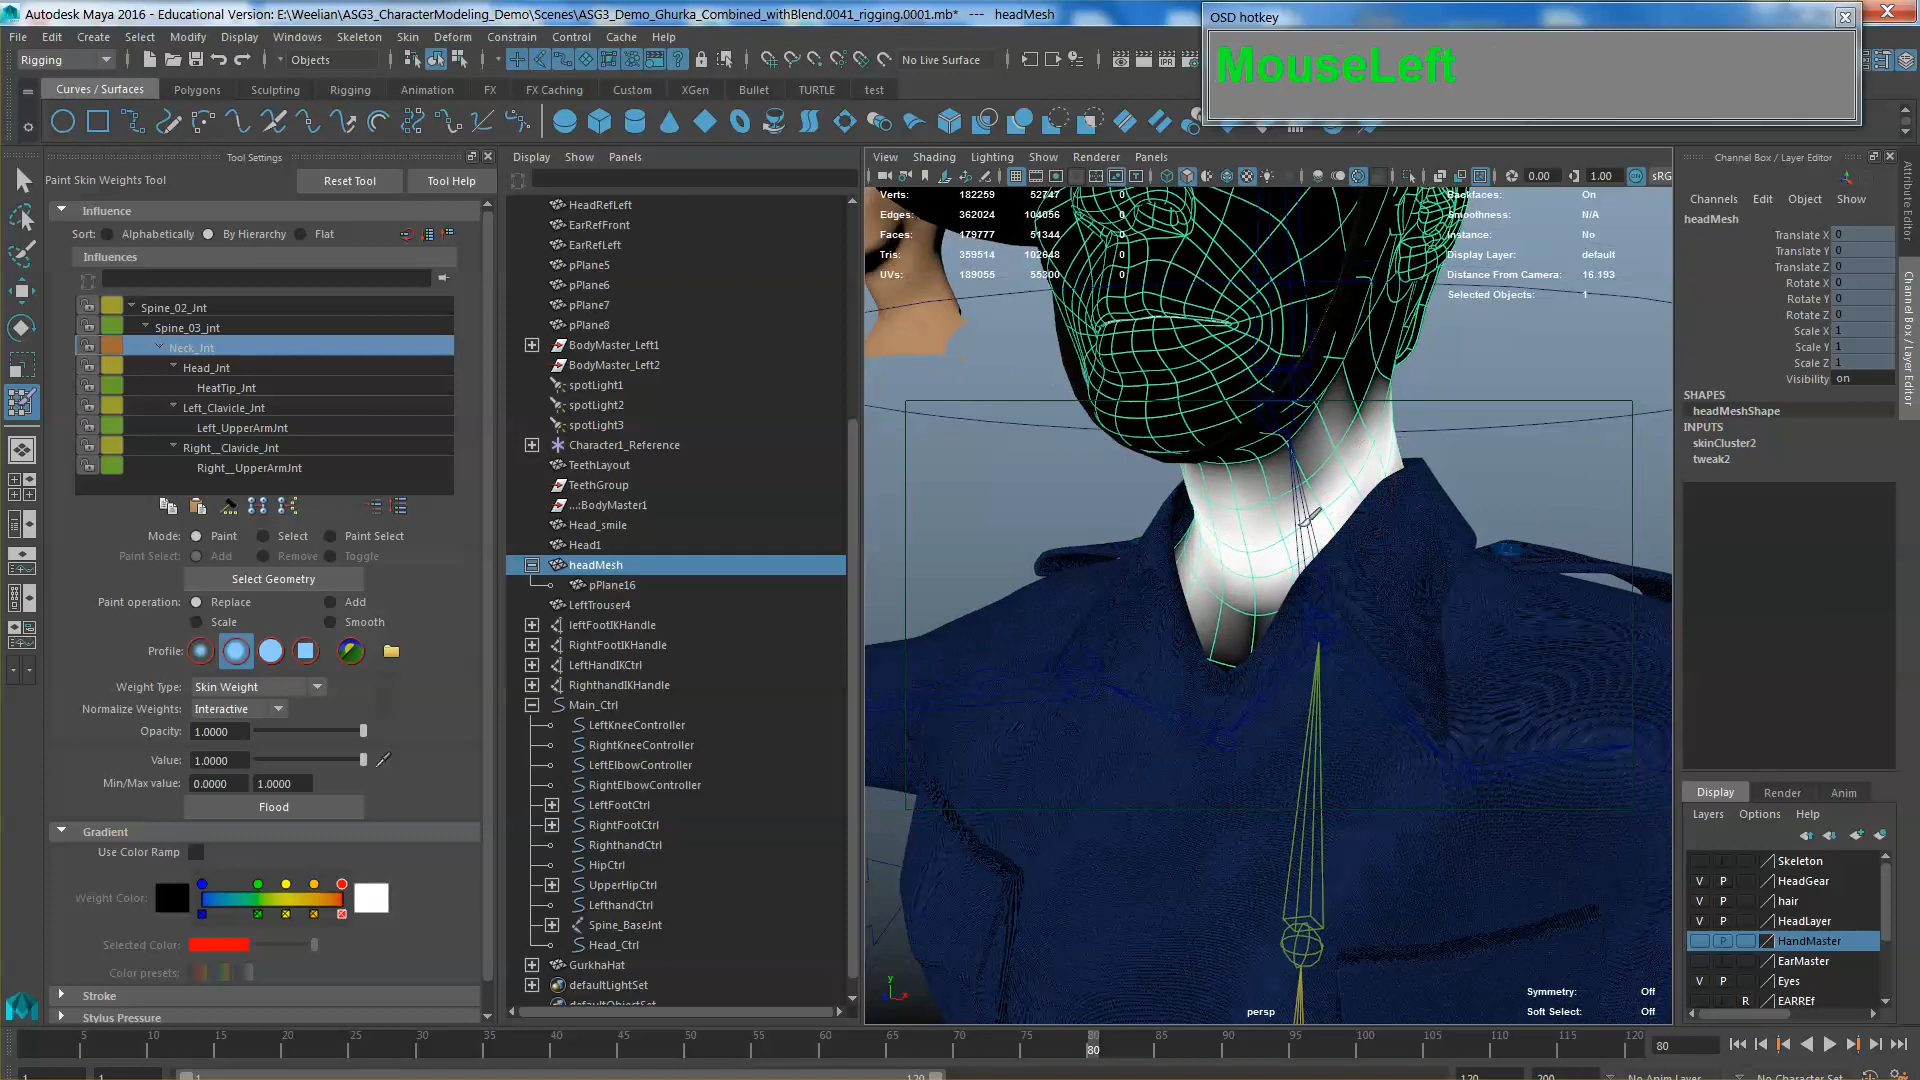 Autodesk Maya 2016 - Educational Version: E:\Weelian\ASG3_CharacterModeling_Demo\Scenes\ASG3_Demo_Ghurka_Combined_withBlend.0041_rigging.0001.mb* --- headMesh
OSD hotkey
MouseLeft
File Edit Create Select Modify Display Windows Skeleton Skin Deform Constrain Control Cache Help
Rigging Objects No Live Surface
Curves / Surfaces Polygons Sculpting Rigging Animation FX FX Caching Custom XGen Bullet TURTLE test
Tool Settings
Paint Skin Weights Tool Reset Tool Tool Help
Influence
Sort: Alphabetically By Hierarchy Flat
Influences
Spine_02_Jnt
Spine_03_jnt
Neck_Jnt
Head_Jnt
HeatTip_Jnt
Left_Clavicle_Jnt
Left_UpperArmJnt
Right__Clavicle_Jnt
Right__UpperArmJnt
Mode: Paint Select Paint Select
Paint Select: Add Remove Toggle
Select Geometry
Paint operation: Replace Add
Scale Smooth
Profile:
Weight Type: Skin Weight
Normalize Weights: Interactive
Opacity: 1.0000
Value: 1.0000
Min/Max value: 0.0000 1.0000
Flood
Gradient
Use Color Ramp
Weight Color:
Selected Color:
Color presets:
Stroke
Stylus Pressure
Display Show Panels
HeadRefLeft
EarRefFront
EarRefLeft
pPlane5
pPlane6
pPlane7
pPlane8
BodyMaster_Left1
BodyMaster_Left2
spotLight1
spotLight2
spotLight3
Character1_Reference
TeethLayout
TeethGroup
...:BodyMaster1
Head_smile
Head1
headMesh
pPlane16
LeftTrouser4
leftFootIKHandle
RightFootIKHandle
LeftHandIKCtrl
RighthandIKHandle
Main_Ctrl
LeftKneeController
RightKneeController
LeftElbowController
RightElbowController
LeftFootCtrl
RightFootCtrl
RighthandCtrl
HipCtrl
UpperHipCtrl
LefthandCtrl
Spine_BaseJnt
Head_Ctrl
GurkhaHat
defaultLightSet
defaultObjectSet
View Shading Lighting Show Renderer Panels
0.00 1.00 sRG
Verts: 182259 52747 0
Edges: 362024 104056 0
Faces: 179777 51344 0
Tris: 359514 102648 0
UVs: 189055 55300 0
Backfaces: On
Smoothness: N/A
Instance: No
Display Layer: default
Distance From Camera: 16.193
Selected Objects: 1
Symmetry: Off
Soft Select: Off
persp
Channel Box / Layer Editor
Channels Edit Object Show
headMesh
Translate X 0
Translate Y 0
Translate Z 0
Rotate X 0
Rotate Y 0
Rotate Z 0
Scale X 1
Scale Y 1
Scale Z 1
Visibility on
SHAPES
headMeshShape
INPUTS
skinCluster2
tweak2
Display Render Anim
Layers Options Help
Skeleton
V P HeadGear
V P hair
V P HeadLayer
P HandMaster
EarMaster
V P Eyes
R EARREf
Attribute Editor
Channel Box / Layer Editor
5 10 15 20 25 30 35 40 45 50 55 60 65 70 75 80 85 90 95 100 105 110 115 120
80 80
1 1 1 120 120 200 No Anim Layer No Character Set